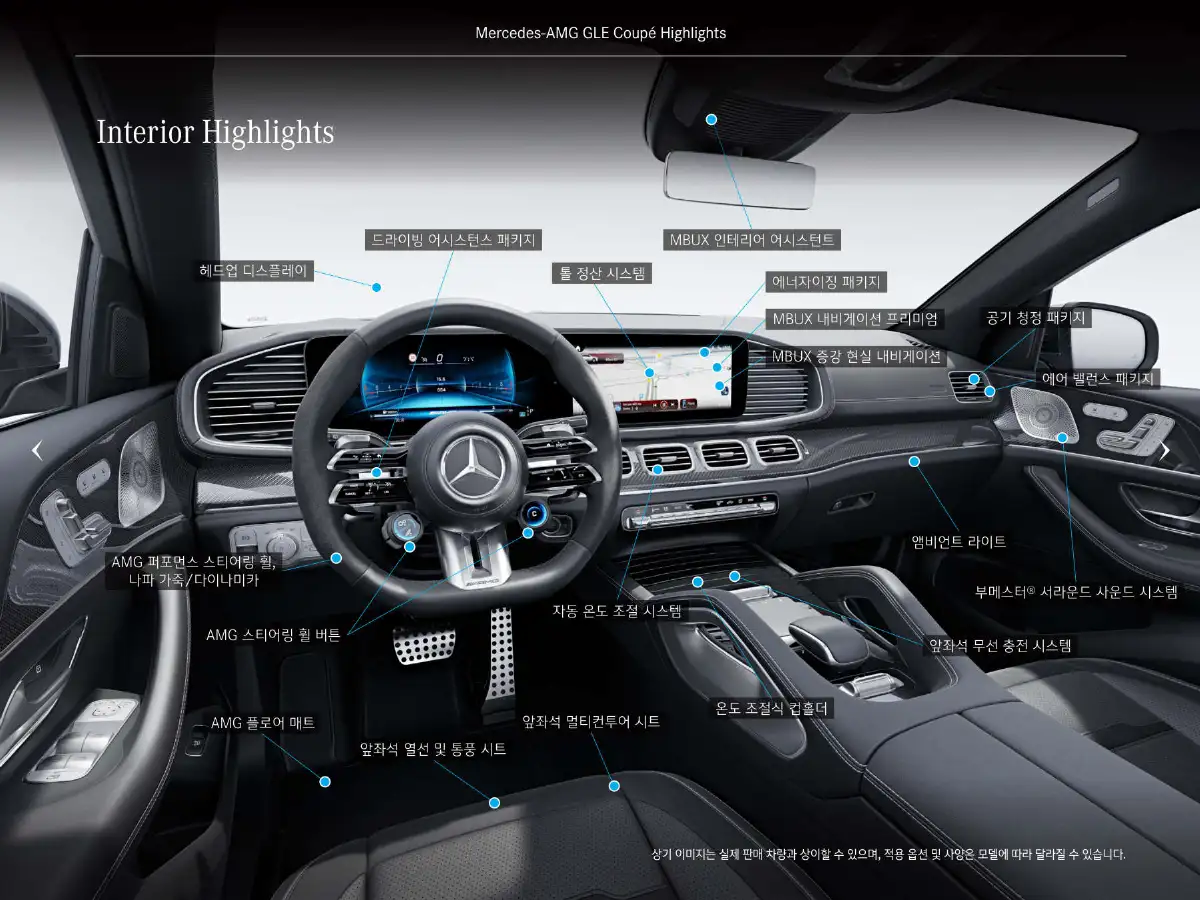 Mercedes-AMG GLE Coupé Highlights
Interior Highlights
드라이빙 어시스턴스 패키지
MBUX 인테리어 어시스턴트
헤드업 디스플레이
톨 정산 시스템
에너자이징 패키지
MBUX 내비게이션 프리미엄
공기 청정 패키지
MBUX 증강 현실 내비게이션
에어 밸런스 패키지
앰비언트 라이트
AMG 퍼포먼스 스티어링 휠,
나파 가죽/다이나미카
부메스터® 서라운드 사운드 시스템
자동 온도 조절 시스템
AMG 스티어링 휠 버튼
앞좌석 무선 충전 시스템
온도 조절식 컵홀더
AMG 플로어 매트
앞좌석 멀티컨투어 시트
앞좌석 열선 및 통풍 시트
상기 이미지는 실제 판매 차량과 상이할 수 있으며, 적용 옵션 및 사양은 모델에 따라 달라질 수 있습니다.